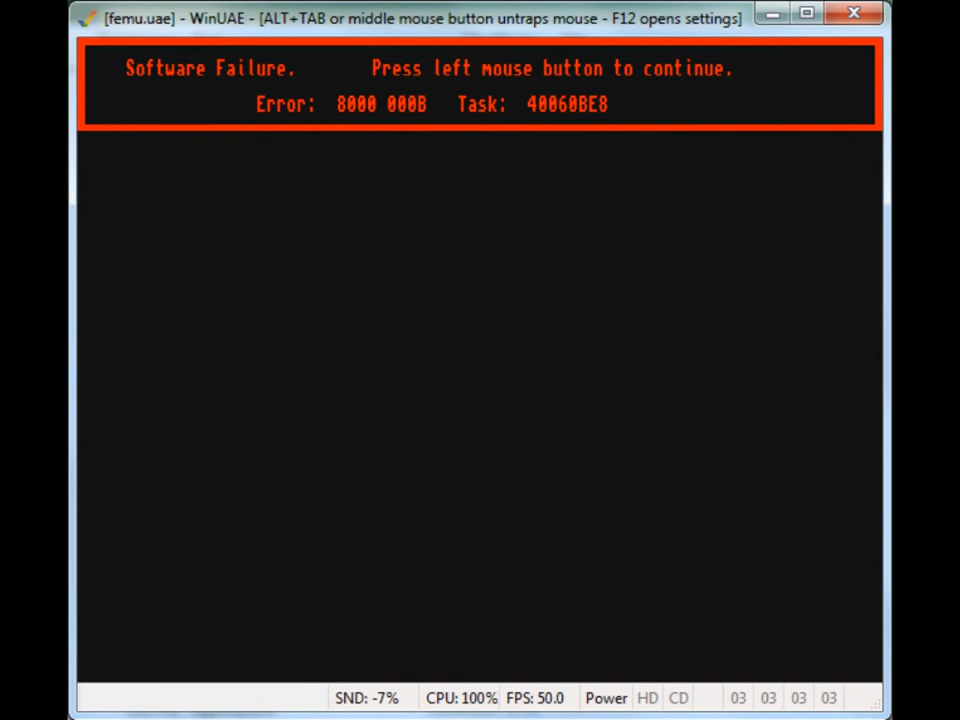 [femu.uae] - WinUAE - [ALT+TAB or middle mouse button untraps mouse - F12 opens settings]
Software Failure. Press left mouse button to continue.
Error: 8000 000B Task: 40060BE8
SND: -7% CPU: 100% FPS: 50.0 Power HD CD 03 03 03 03